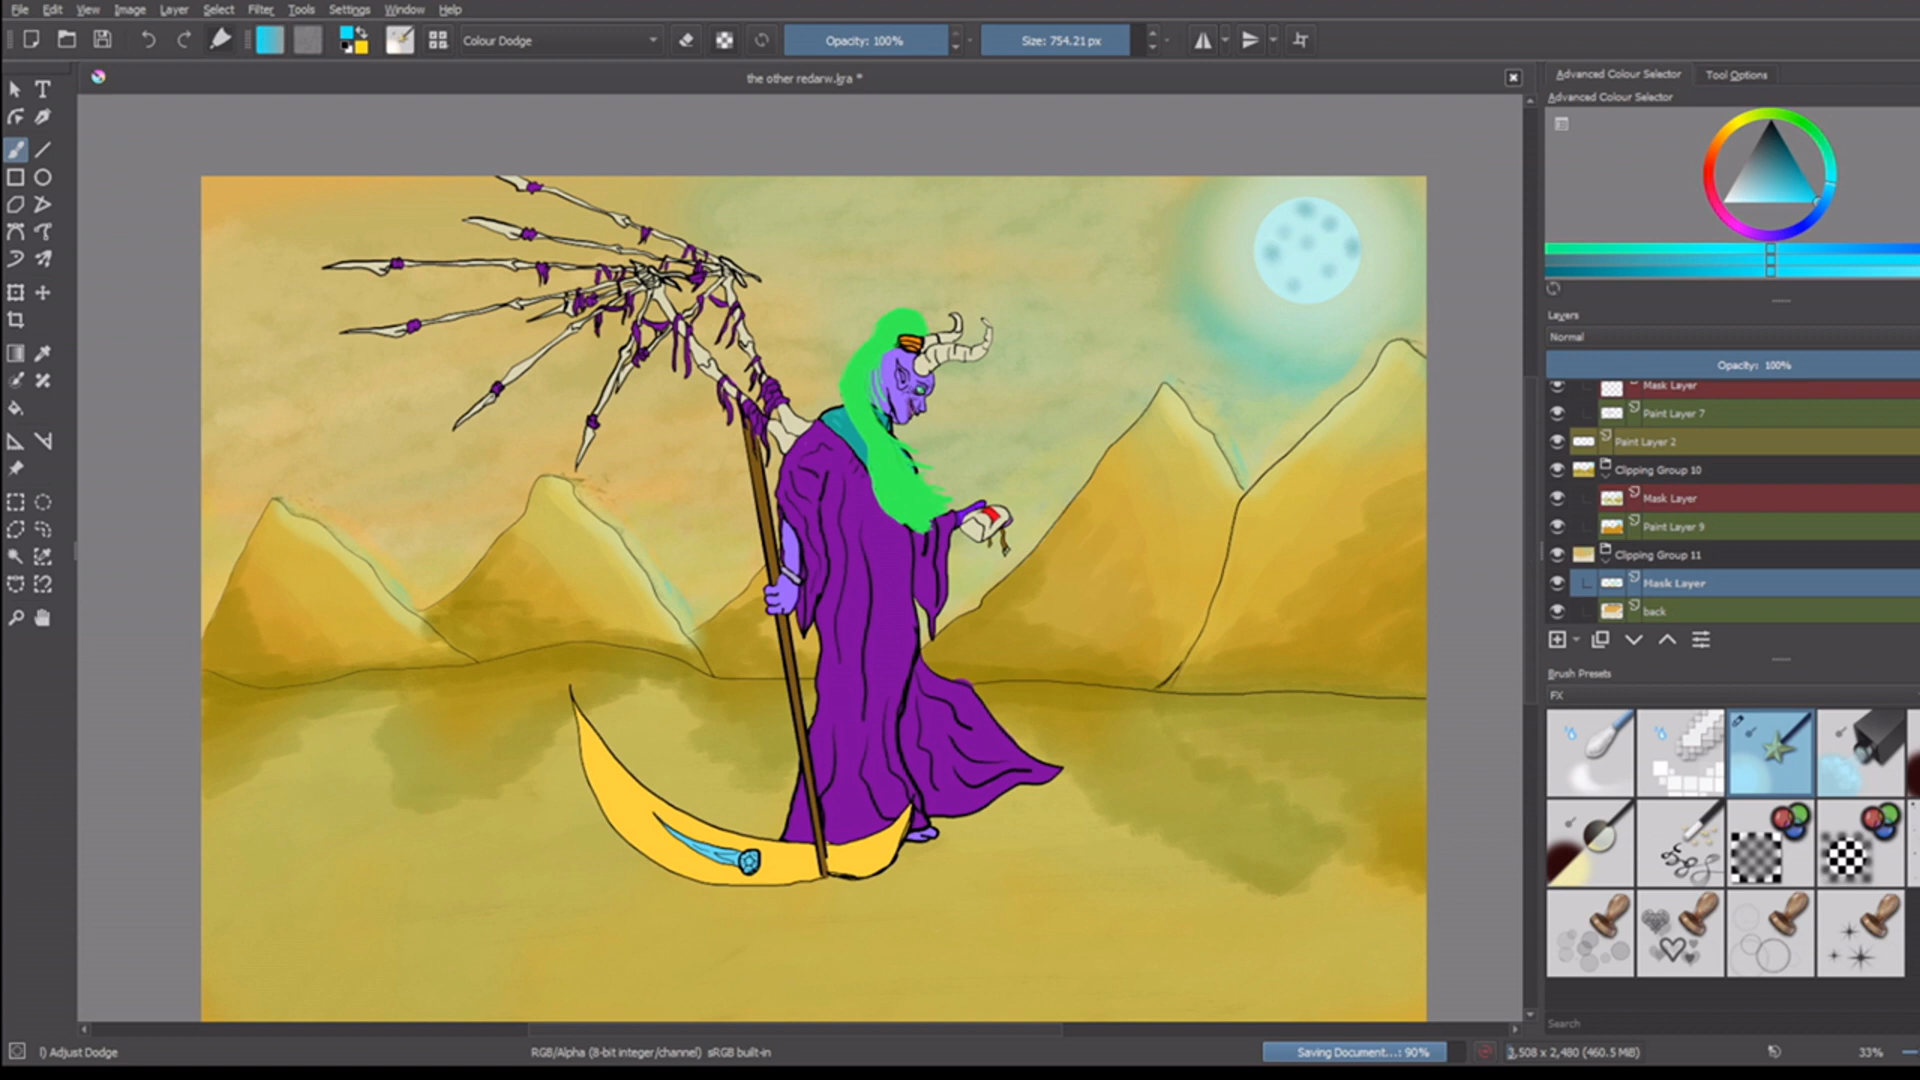 File Edit View Image Layer Select Filter Tools Settings Window Help
Colour Dodge Opacity: 100% Size: 754.21 px
the other redarw.kra *
Advanced Colour Selector Tool Options
Advanced Colour Selector
Layers
Normal
Opacity: 100%
Mask Layer
Paint Layer 7
Paint Layer 2
Clipping Group 10
Mask Layer
Paint Layer 9
Clipping Group 11
Mask Layer
back
Brush Presets
FX
Search
l) Adjust Dodge RGB/Alpha (8-bit integer/channel) sRGB built-in Saving Document...: 90% 3,508 x 2,480 (460.5 MiB) 33%